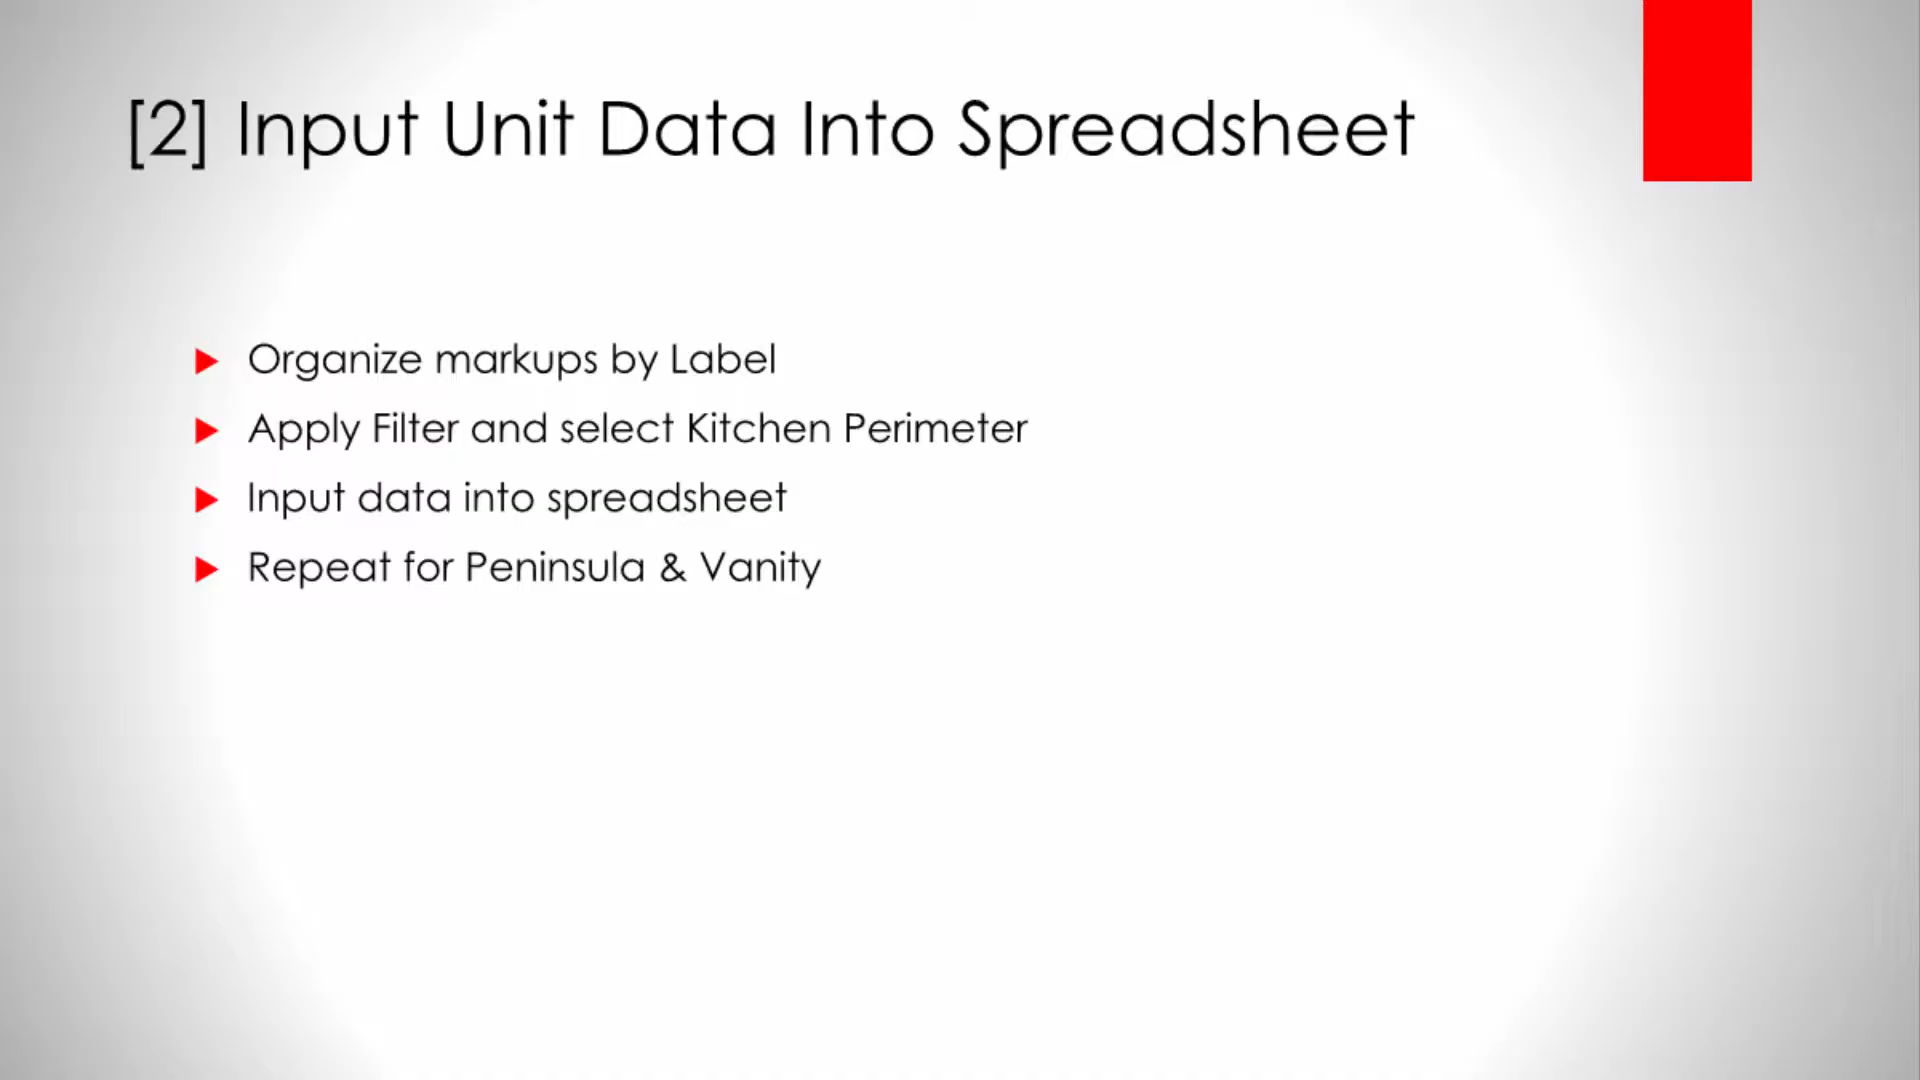 [2] Input Unit Data Into Spreadsheet
Organize markups by Label
Apply Filter and select Kitchen Perimeter
Input data into spreadsheet
Repeat for Peninsula & Vanity